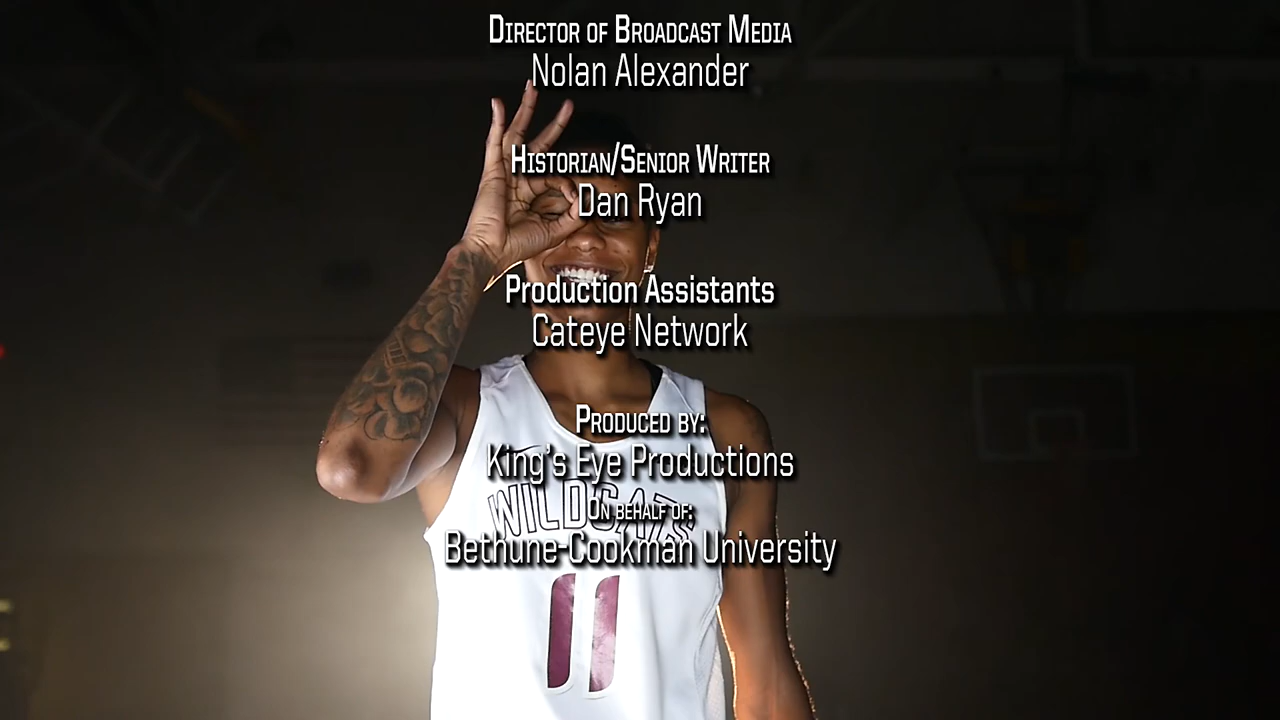 Director of Broadcast Media
Nolan Alexander
Historian/Senior Writer
Dan Ryan
Production Assistants
Cateye Network
Produced by:
King's Eye Productions
WILDCATS
On behalf of:
Bethune-Cookman University
11